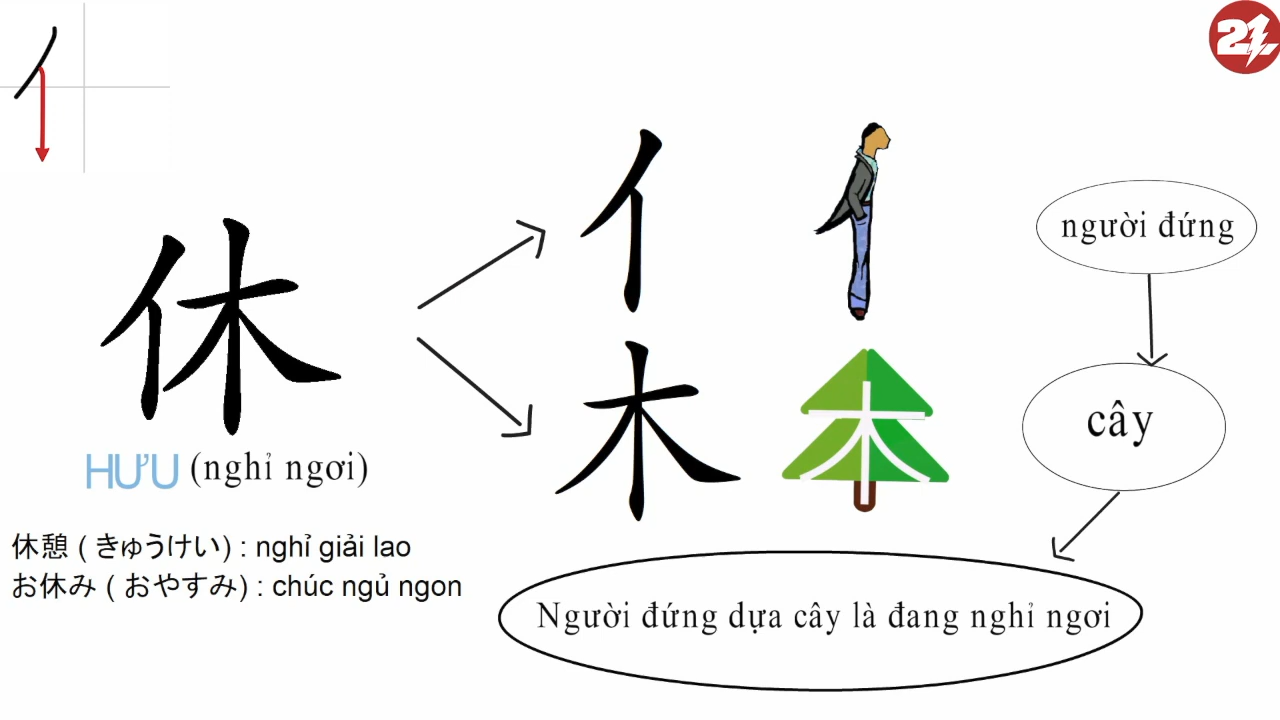 2L
亻
休
亻
木
木
người đứng
cây
HƯU (nghỉ ngơi)
休憩 ( きゅうけい) : nghỉ giải lao
お休み ( おやすみ) : chúc ngủ ngon
Người đứng dựa cây là đang nghỉ ngơi